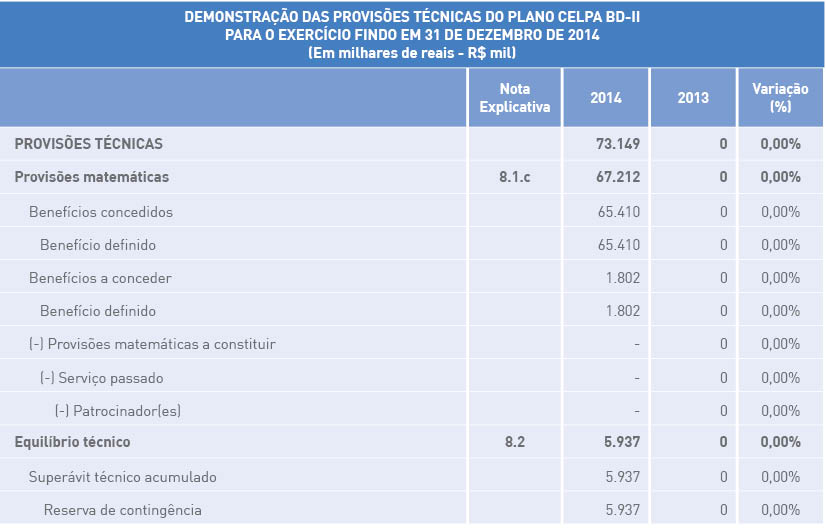 DEMONSTRAÇÃO DAS PROVISÕES TÉCNICAS DO PLANO CELPA BD-II
PARA O EXERCÍCIO FINDO EM 31 DE DEZEMBRO DE 2014
(Em milhares de reais - R$ mil)
Nota Explicativa 2014 2013 Variação (%)
PROVISÕES TÉCNICAS 73.149 0 0,00%
Provisões matemáticas 8.1.c 67.212 0 0,00%
Benefícios concedidos 65.410 0 0,00%
Benefício definido 65.410 0 0,00%
Benefícios a conceder 1.802 0 0,00%
Benefício definido 1.802 0 0,00%
(-) Provisões matemáticas a constituir - 0 0,00%
(-) Serviço passado - 0 0,00%
(-) Patrocinador(es) - 0 0,00%
Equilíbrio técnico 8.2 5.937 0 0,00%
Superávit técnico acumulado 5.937 0 0,00%
Reserva de contingência 5.937 0 0,00%